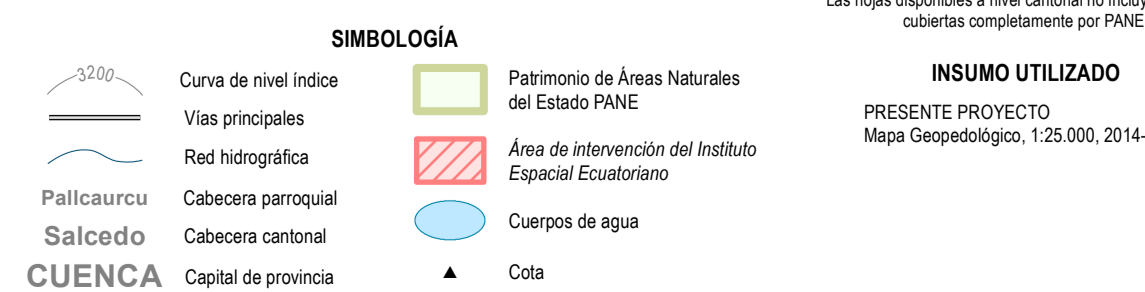 Las hojas disponibles a nivel cantonal no incluy
cubiertas completamente por PANE
SIMBOLOGÍA
3200
Curva de nivel índice
Vías principales
Red hidrográfica
Pallcaurcu
Cabecera parroquial
Salcedo
Cabecera cantonal
CUENCA
Capital de provincia
Patrimonio de Áreas Naturales
del Estado PANE
Área de intervención del Instituto
Espacial Ecuatoriano
Cuerpos de agua
Cota
INSUMO UTILIZADO
PRESENTE PROYECTO
Mapa Geopedológico, 1:25.000, 2014-